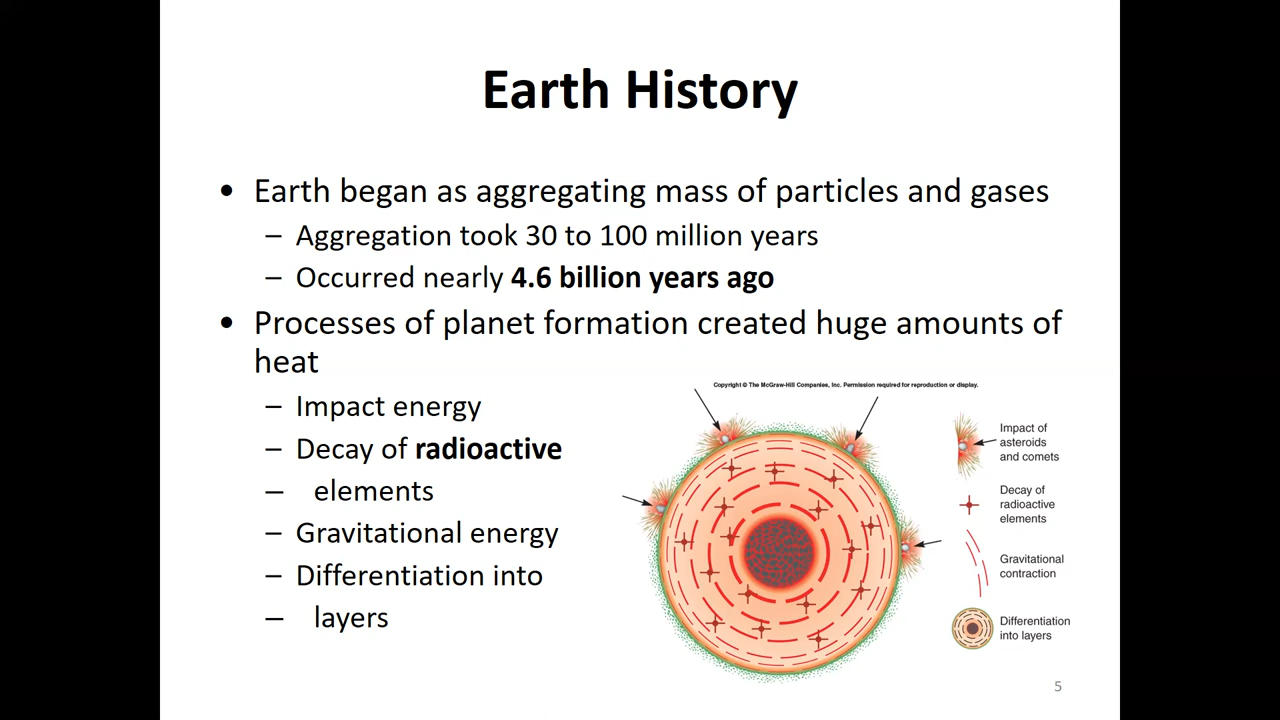 Earth History
• Earth began as aggregating mass of particles and gases
– Aggregation took 30 to 100 million years
– Occurred nearly 4.6 billion years ago
• Processes of planet formation created huge amounts of
heat
– Impact energy
– Decay of radioactive
– elements
– Gravitational energy
– Differentiation into
– layers
Copyright © The McGraw-Hill Companies, Inc. Permission required for reproduction or display.
Impact of
asteroids
and comets
Decay of
radioactive
elements
Gravitational
contraction
Differentiation
into layers
5